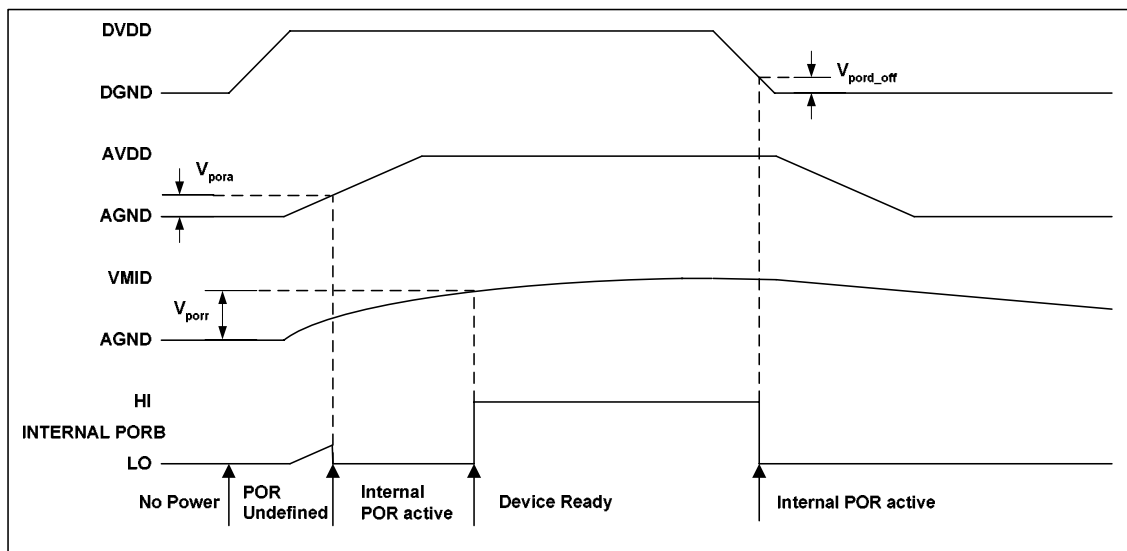 DVDD
V_pord_off
DGND
AVDD
V_pora
AGND
VMID
V_porr
AGND
HI
INTERNAL PORB
LO
No Power
POR
Undefined
Internal
POR active
Device Ready
Internal POR active